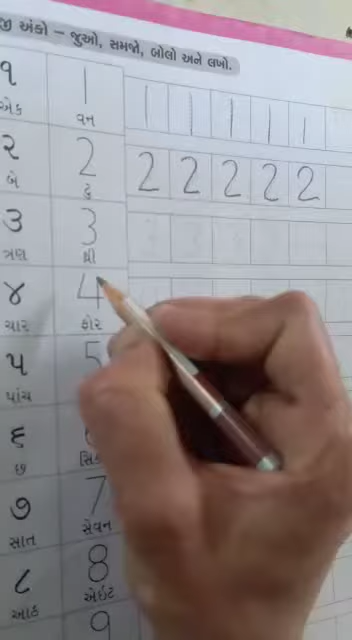 અંકો – જુઓ, સમજો, બોલો અને લખો.
૧ 1 1 1 1 1 1
એક વન
૨ 2 2 2 2 2 2
બે ટુ
૩ 3
ત્રણ થ્રી
૪ 4
ચાર ફોર
૫ 5
પાંચ
૬
છ
૭ 7
સાત સેવન
૮ 8
આઠ એઇટ
9